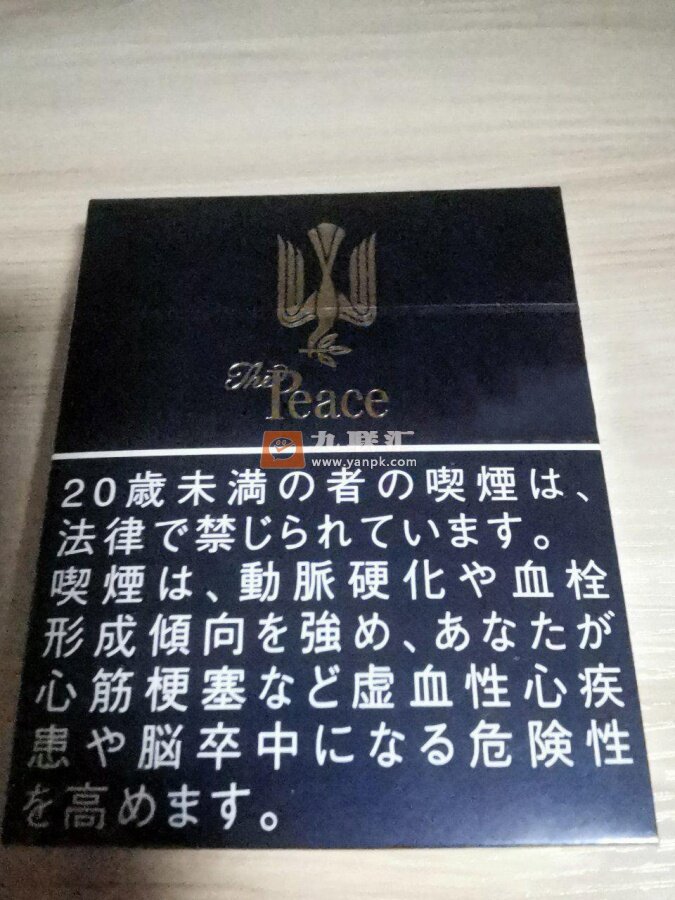 The Peace
九联汇
www.yanpk.com
20歳未満の者の喫煙は、
法律で禁じられています。
喫煙は、動脈硬化や血栓
形成傾向を強め、あなたが
心筋梗塞など虚血性心疾
患や脳卒中になる危険性
を高めます。